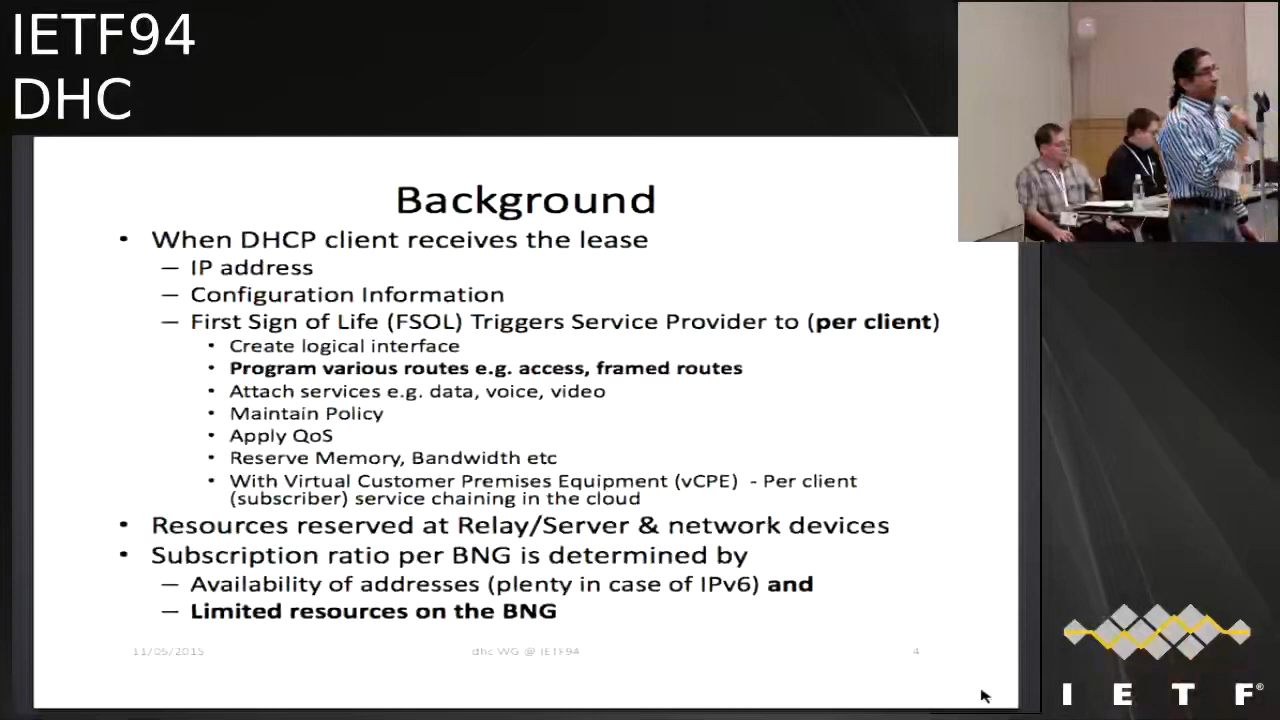 IETF94
DHC
Background
• When DHCP client receives the lease
– IP address
– Configuration Information
– First Sign of Life (FSOL) Triggers Service Provider to (per client)
• Create logical interface
• Program various routes e.g. access, framed routes
• Attach services e.g. data, voice, video
• Maintain Policy
• Apply QoS
• Reserve Memory, Bandwidth etc
• With Virtual Customer Premises Equipment (vCPE) - Per client
(subscriber) service chaining in the cloud
• Resources reserved at Relay/Server & network devices
• Subscription ratio per BNG is determined by
– Availability of addresses (plenty in case of IPv6) and
– Limited resources on the BNG
11/05/2015 dhc WG @ IETF94 4
I E T F®